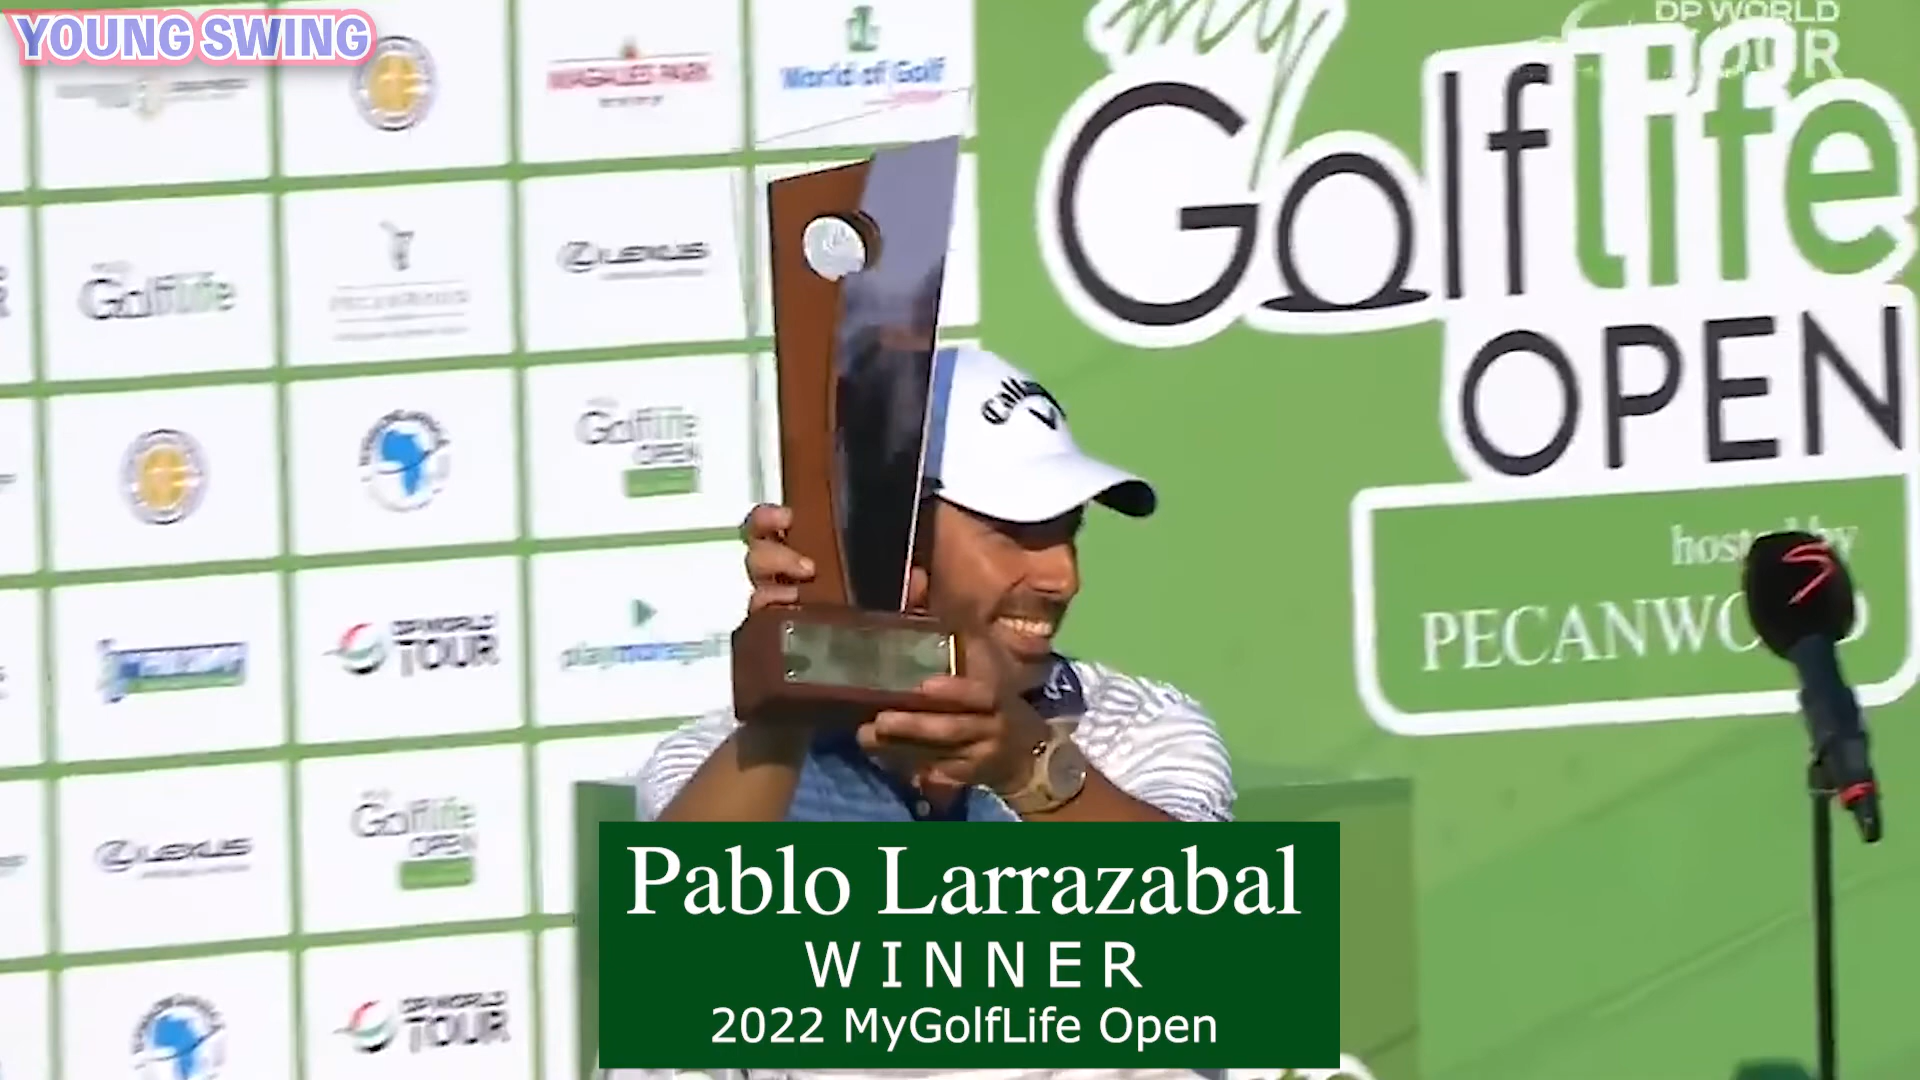 YOUNG SWING
DP WORLD
TOUR
my
Golflife
OPEN
hosted by
PECANWO
World of Golf
LEXUS
Golflife
DP WORLD
TOUR
playmoregolf
Golflife
OPEN
LEXUS
Golflife
OPEN
DP WORLD
TOUR
Callaway
Pablo Larrazabal
WINNER
2022 MyGolfLife Open